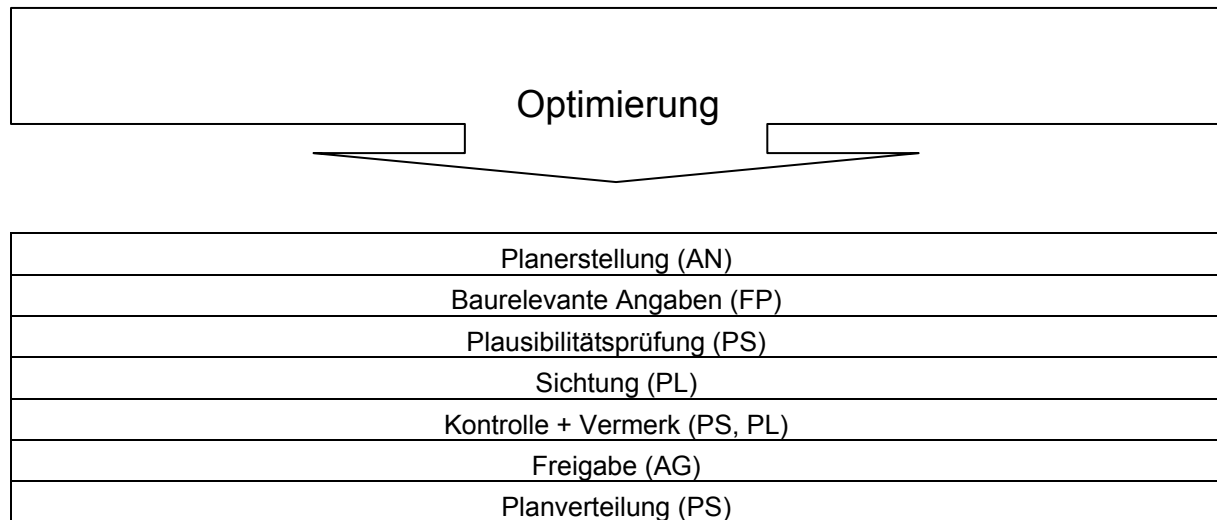 Optimierung
Planerstellung (AN)
Baurelevante Angaben (FP)
Plausibilitätsprüfung (PS)
Sichtung (PL)
Kontrolle + Vermerk (PS, PL)
Freigabe (AG)
Planverteilung (PS)